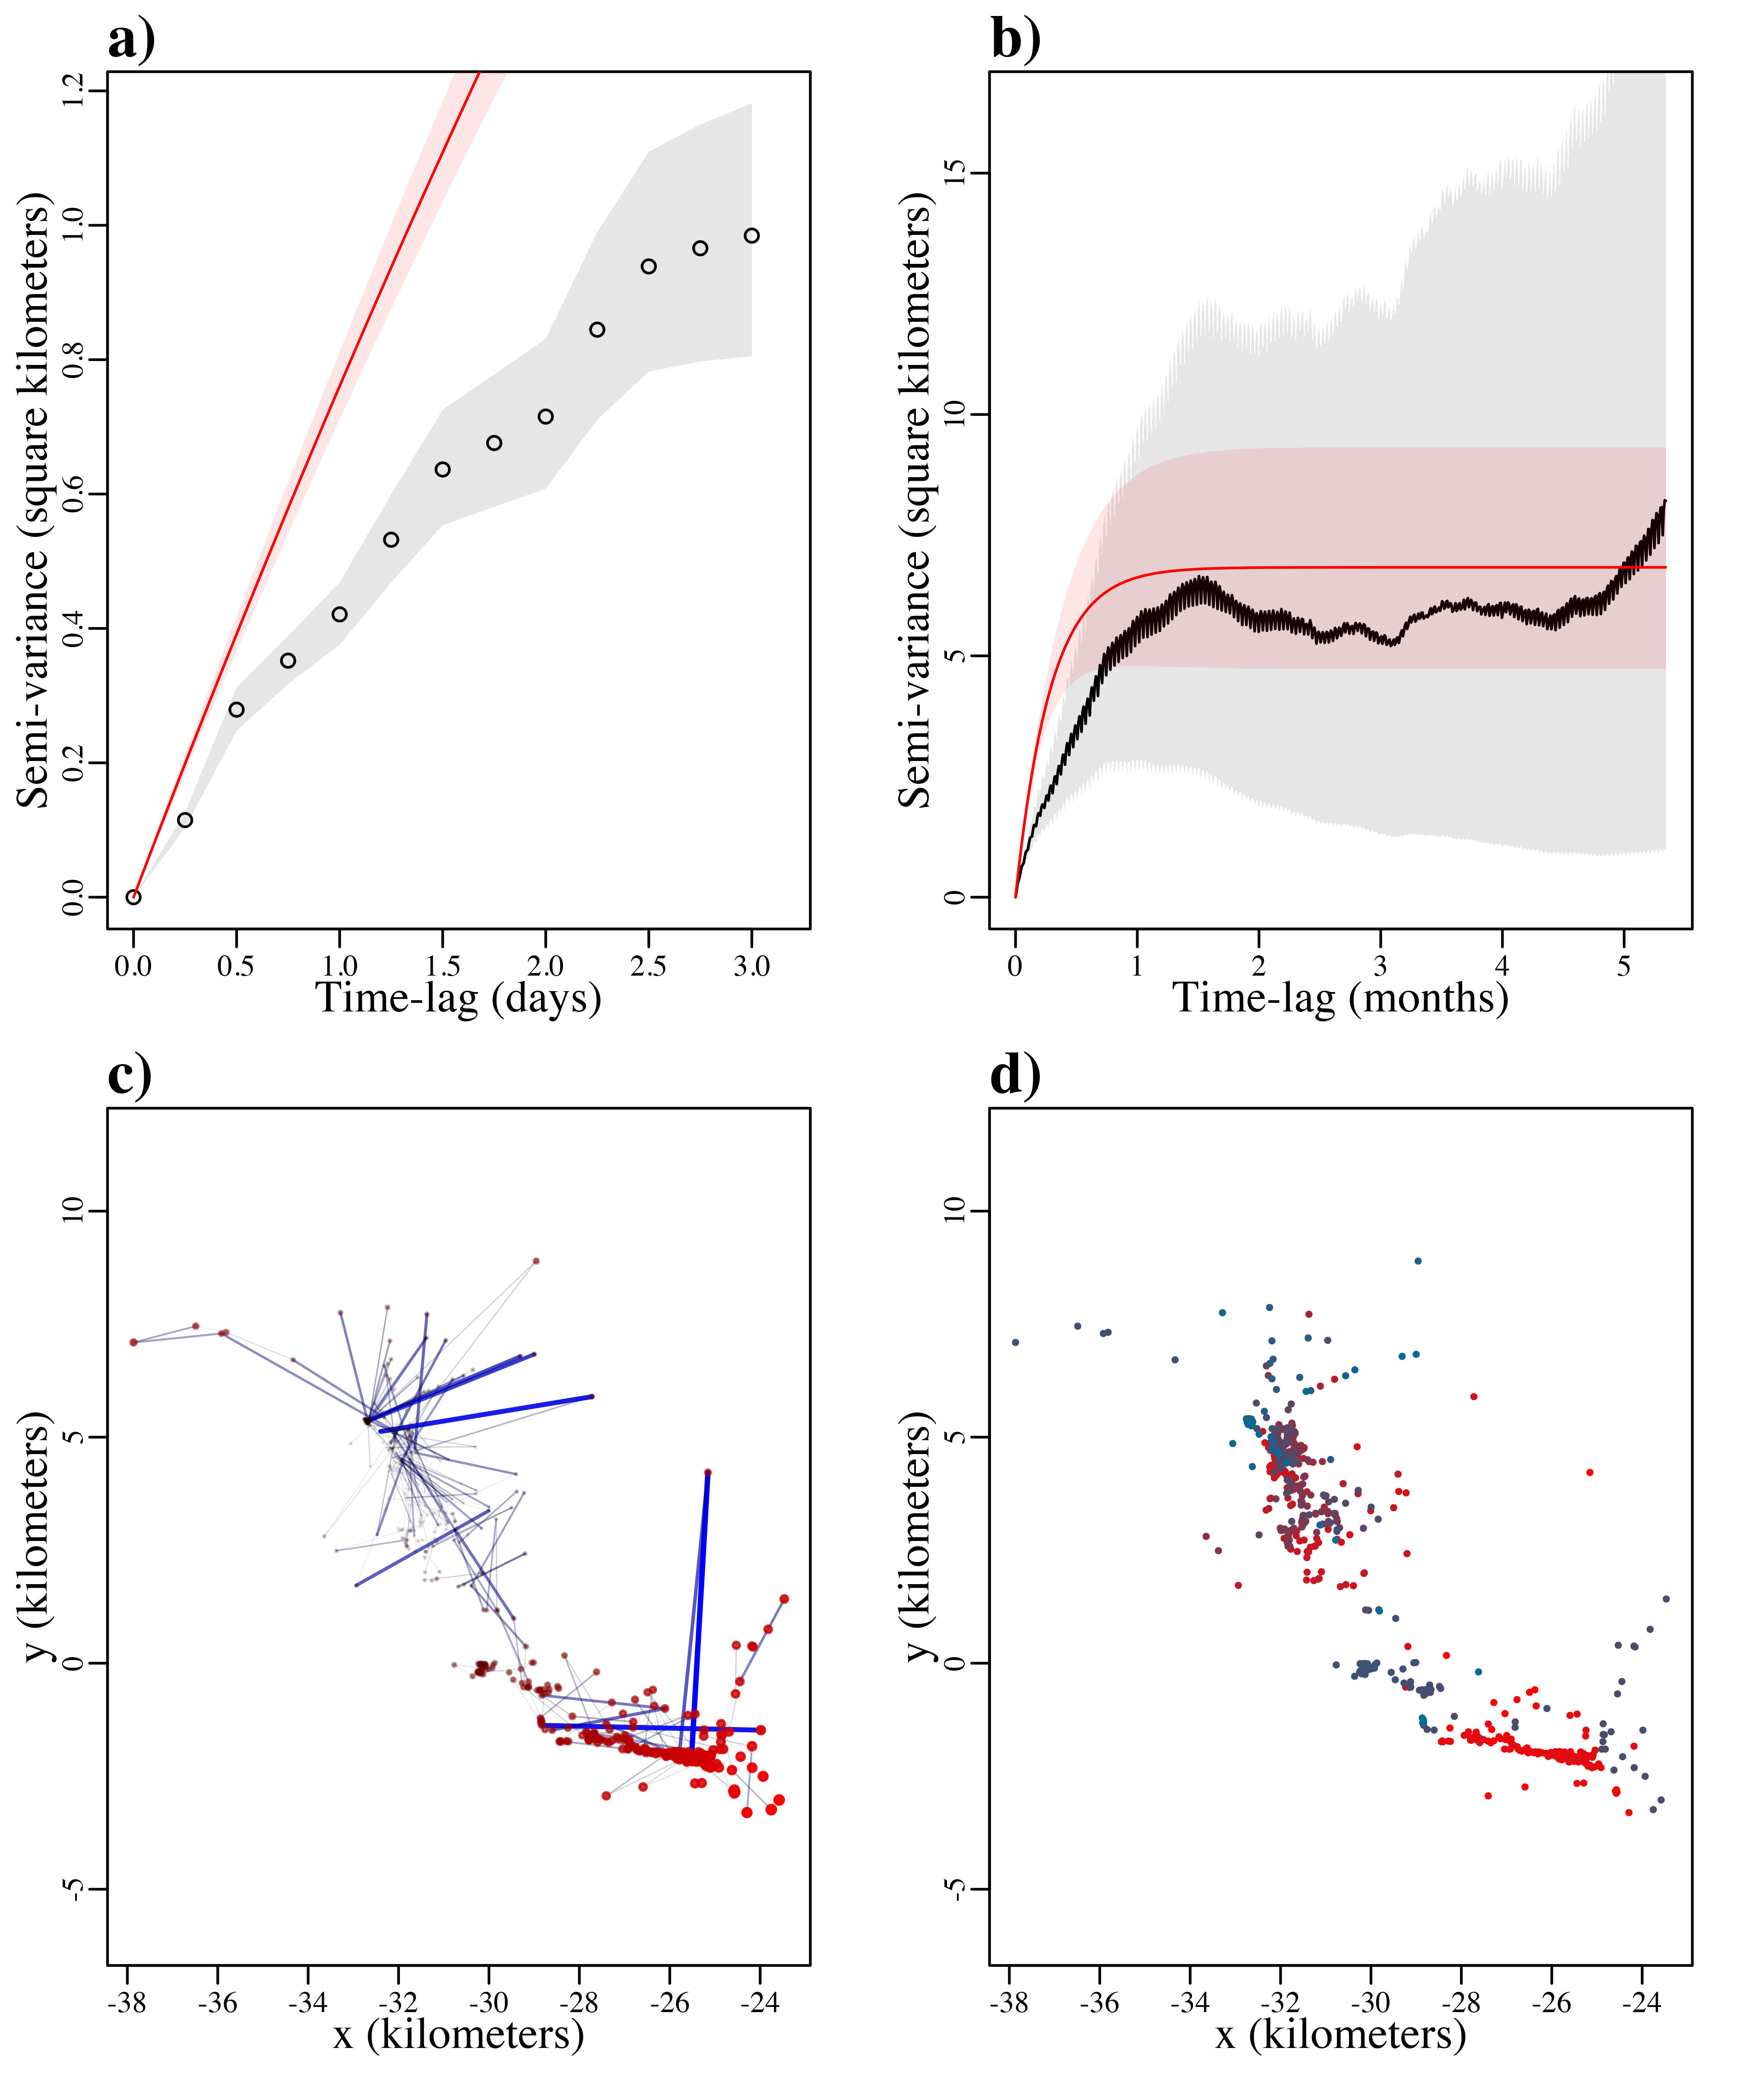 a)
Semi-variance (square kilometers)
1.2
1.0
0.8
0.6
0.4
0.2
0.0
0.0 0.5 1.0 1.5 2.0 2.5 3.0
Time-lag (days)
b)
Semi-variance (square kilometers)
15
10
5
0
0 1 2 3 4 5
Time-lag (months)
c)
y (kilometers)
10
5
0
-5
-38 -36 -34 -32 -30 -28 -26 -24
x (kilometers)
d)
y (kilometers)
10
5
0
-5
-38 -36 -34 -32 -30 -28 -26 -24
x (kilometers)